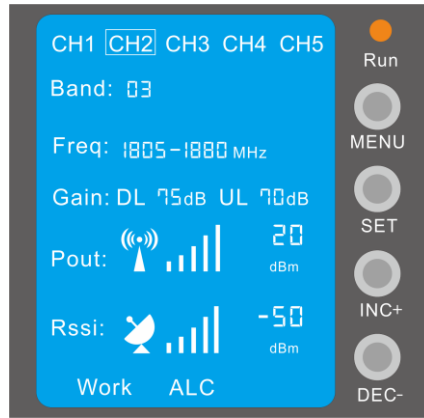 CH1 CH2 CH3 CH4 CH5
Run
Band: 03
MENU
Freq: 1805-1880 MHz
Gain: DL 75dB UL 70dB
SET
Pout: 20 dBm
INC+
Rssi: -50 dBm
Work ALC
DEC-